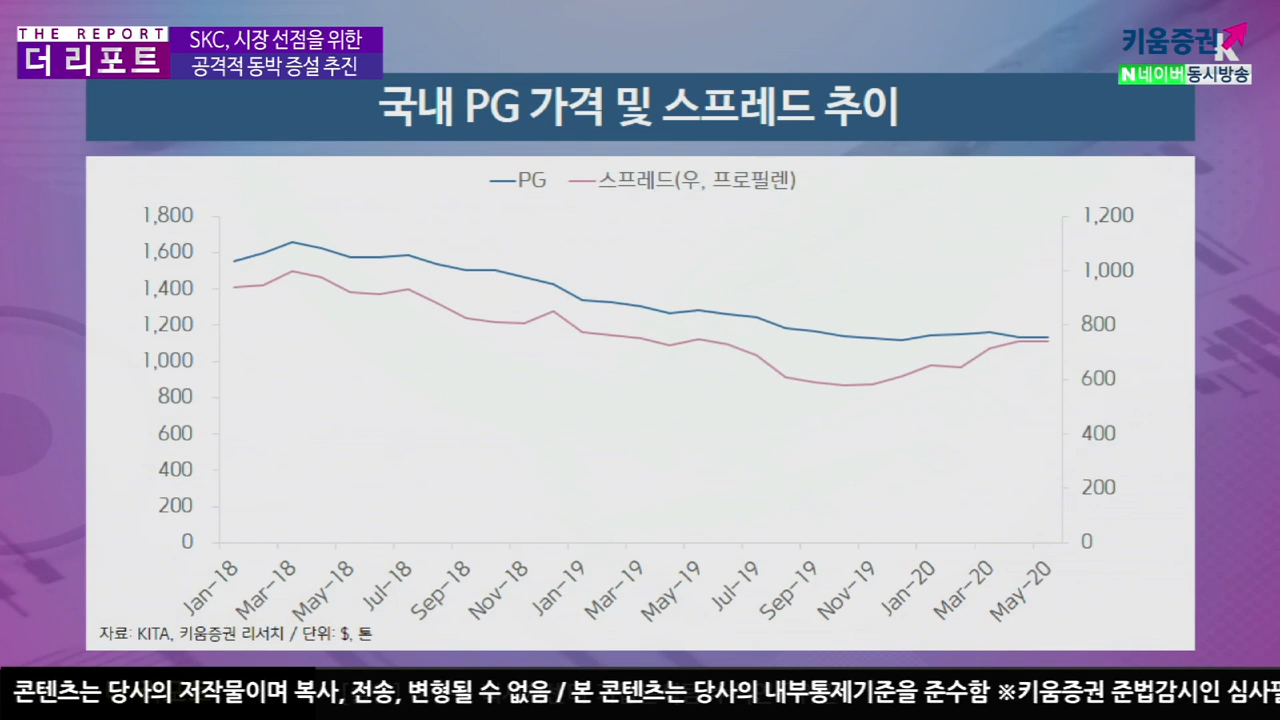 THE REPORT
더 리포트
SKC, 시장 선점을 위한
공격적 동박 증설 추진
키움증권
K
N 네이버 동시방송
국내 PG 가격 및 스프레드 추이
PG 스프레드(우, 프로필렌)
1,800
1,600
1,400
1,200
1,000
800
600
400
200
0
1,200
1,000
800
600
400
200
0
Jan-18
Mar-18
May-18
Jul-18
Sep-18
Nov-18
Jan-19
Mar-19
May-19
Jul-19
Sep-19
Nov-19
Jan-20
Mar-20
May-20
자료: KITA, 키움증권 리서치 / 단위: $, 톤
콘텐츠는 당사의 저작물이며 복사, 전송, 변형될 수 없음 / 본 콘텐츠는 당사의 내부통제기준을 준수함 ※키움증권 준법감시인 심사필